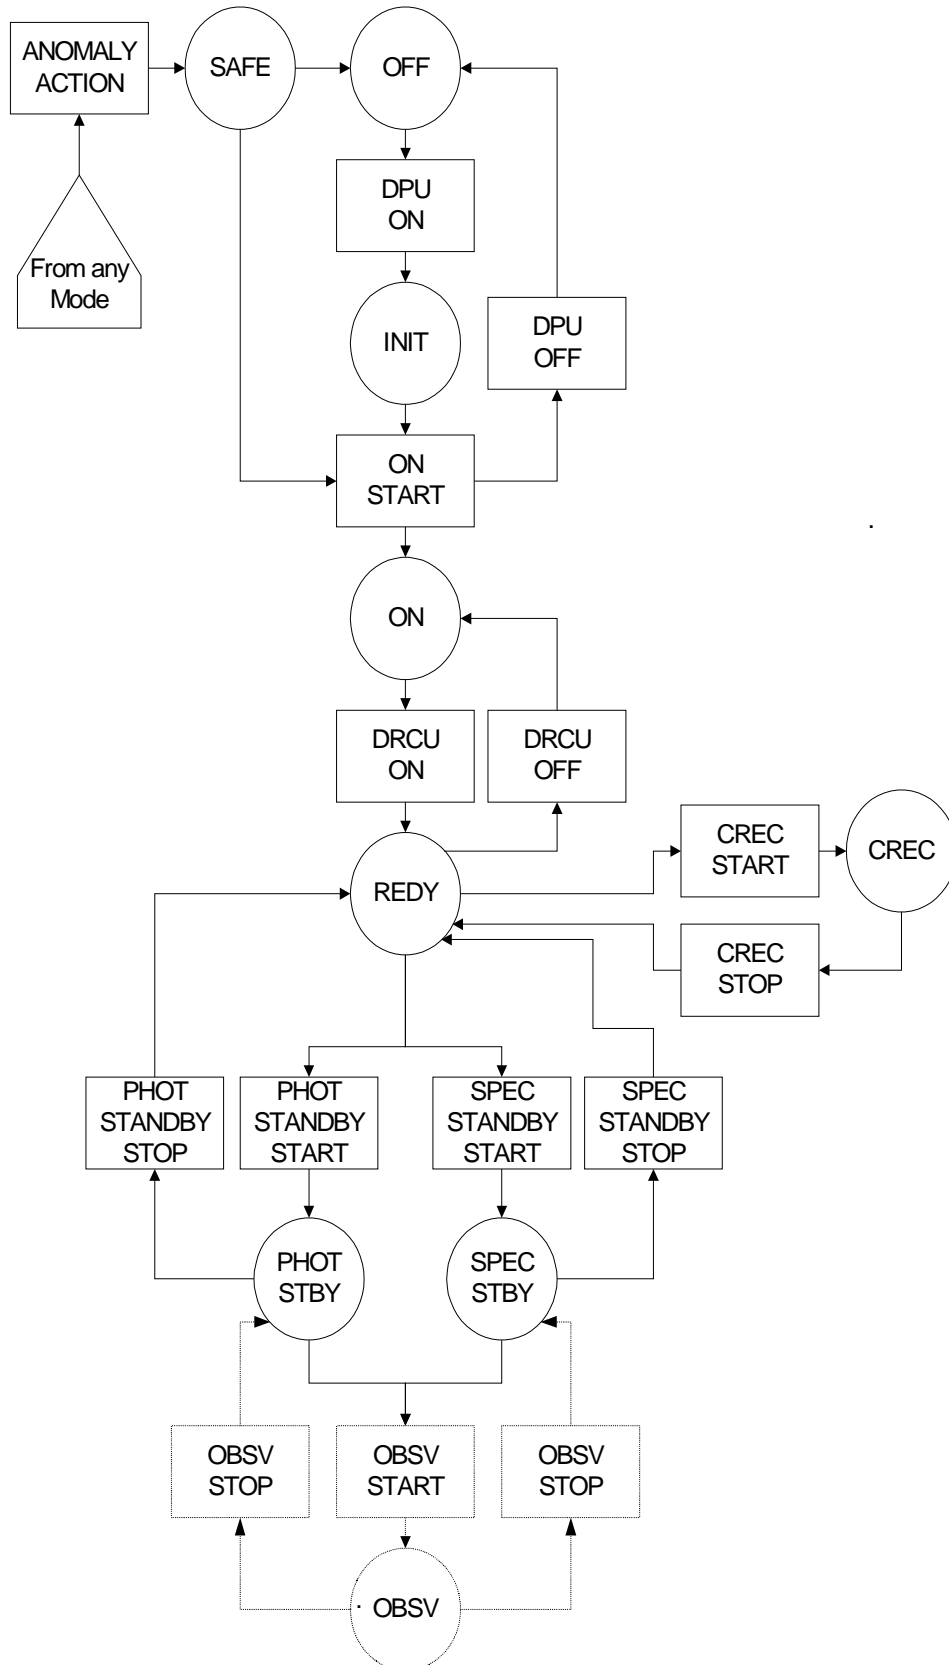 ANOMALY
ACTION
SAFE
OFF
DPU
ON
From any
Mode
INIT
DPU
OFF
ON
START
ON
DRCU
ON
DRCU
OFF
CREC
START
CREC
REDY
CREC
STOP
PHOT
STANDBY
STOP
PHOT
STANDBY
START
SPEC
STANDBY
START
SPEC
STANDBY
STOP
PHOT
STBY
SPEC
STBY
OBSV
STOP
OBSV
START
OBSV
STOP
OBSV